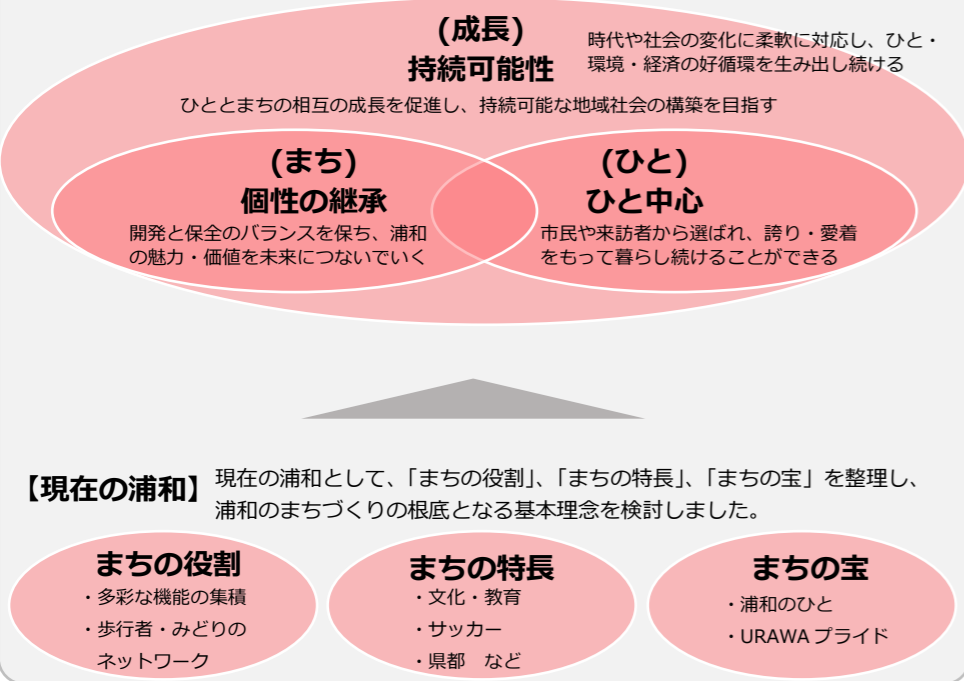 (成長)
持続可能性
時代や社会の変化に柔軟に対応し、ひと・
環境・経済の好循環を生み出し続ける
ひととまちの相互の成長を促進し、持続可能な地域社会の構築を目指す
(まち)
個性の継承
開発と保全のバランスを保ち、浦和
の魅力・価値を未来につないでいく
(ひと)
ひと中心
市民や来訪者から選ばれ、誇り・愛着
をもって暮らし続けることができる
【現在の浦和】
現在の浦和として、「まちの役割」、「まちの特長」、「まちの宝」を整理し、
浦和のまちづくりの根底となる基本理念を検討しました。
まちの役割
・多彩な機能の集積
・歩行者・みどりの
ネットワーク
まちの特長
・文化・教育
・サッカー
・県都　など
まちの宝
・浦和のひと
・URAWA プライド